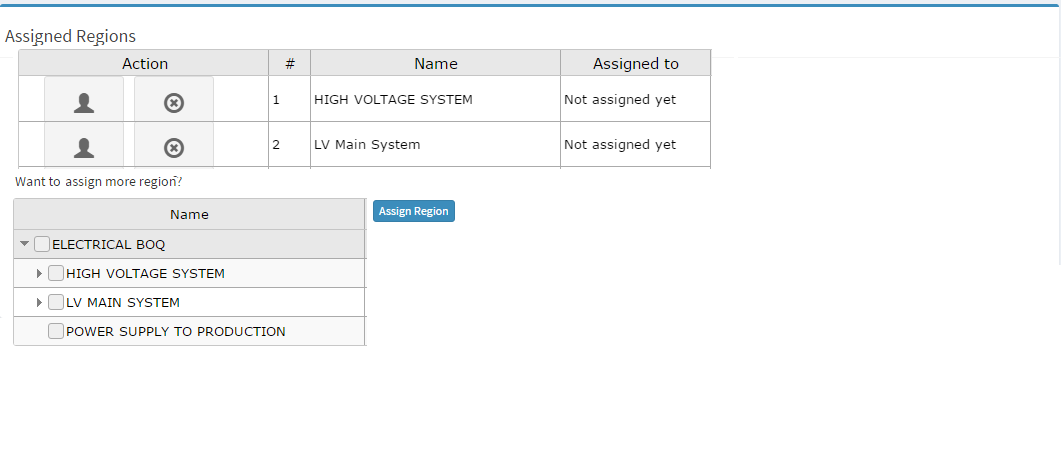 Assigned Regions
Action # Name Assigned to
1 HIGH VOLTAGE SYSTEM Not assigned yet
2 LV Main System Not assigned yet
Want to assign more region?
Name
Assign Region
ELECTRICAL BOQ
HIGH VOLTAGE SYSTEM
LV MAIN SYSTEM
POWER SUPPLY TO PRODUCTION